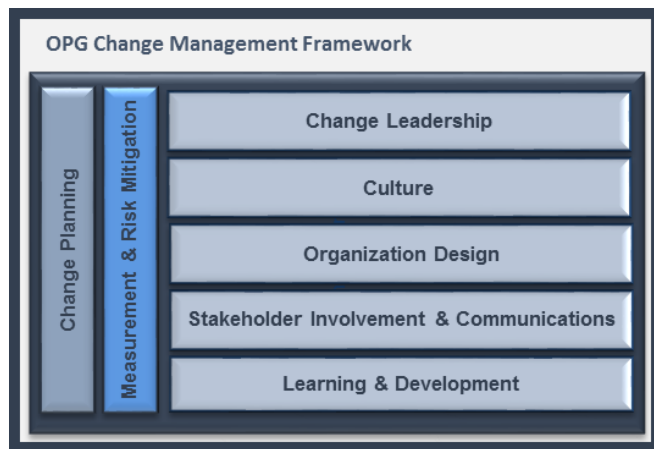 OPG Change Management Framework
Change Planning
Measurement & Risk Mitigation
Change Leadership
Culture
Organization Design
Stakeholder Involvement & Communications
Learning & Development